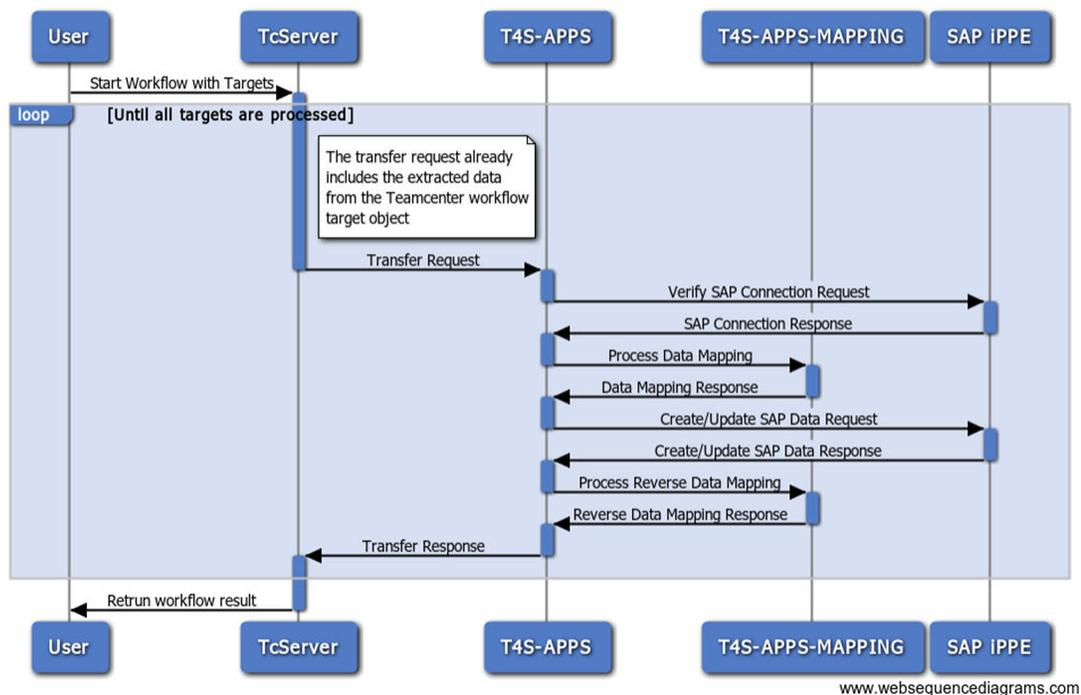 User
TcServer
T4S-APPS
T4S-APPS-MAPPING
SAP iPPE
Start Workflow with Targets
loop
[Until all targets are processed]
The transfer request already
includes the extracted data
from the Teamcenter workflow
target object
Transfer Request
Verify SAP Connection Request
SAP Connection Response
Process Data Mapping
Data Mapping Response
Create/Update SAP Data Request
Create/Update SAP Data Response
Process Reverse Data Mapping
Reverse Data Mapping Response
Transfer Response
Retrun workflow result
User
TcServer
T4S-APPS
T4S-APPS-MAPPING
SAP iPPE
www.websequencediagrams.com